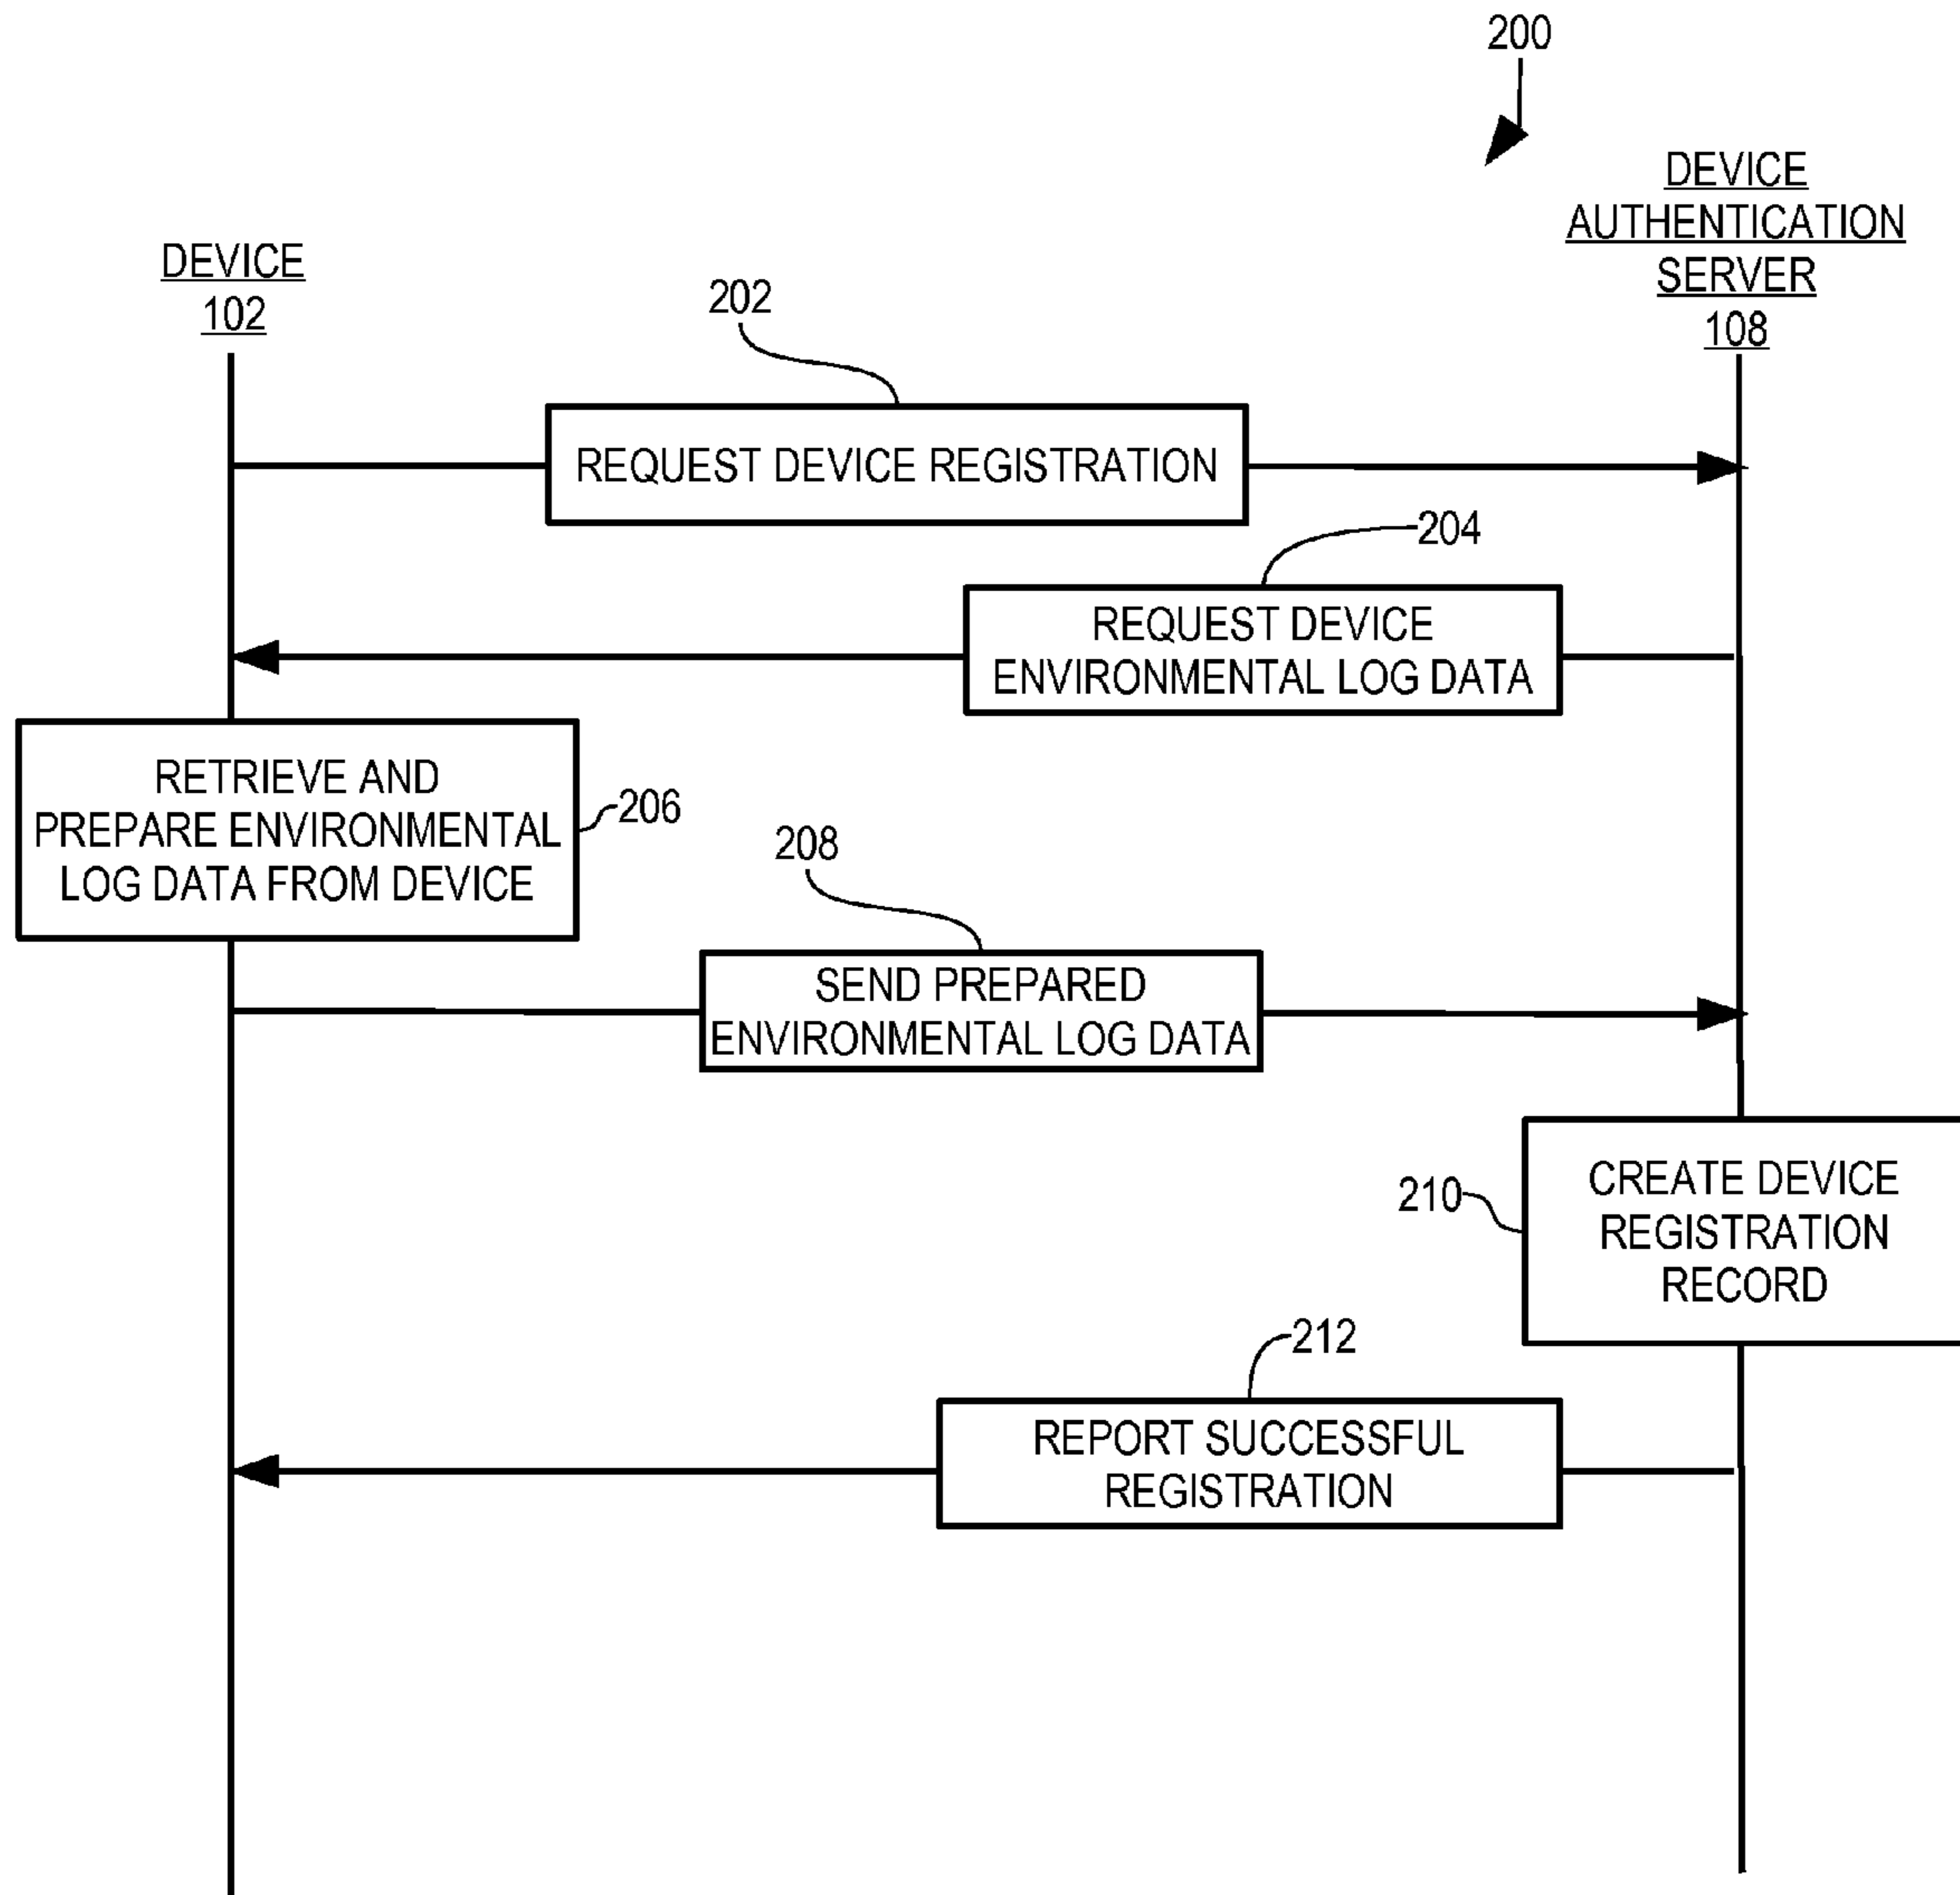 200
DEVICE
AUTHENTICATION
SERVER
108
DEVICE
102
202
REQUEST DEVICE REGISTRATION
204
REQUEST DEVICE
ENVIRONMENTAL LOG DATA
RETRIEVE AND
PREPARE ENVIRONMENTAL
LOG DATA FROM DEVICE
206
208
SEND PREPARED
ENVIRONMENTAL LOG DATA
210
CREATE DEVICE
REGISTRATION
RECORD
212
REPORT SUCCESSFUL
REGISTRATION